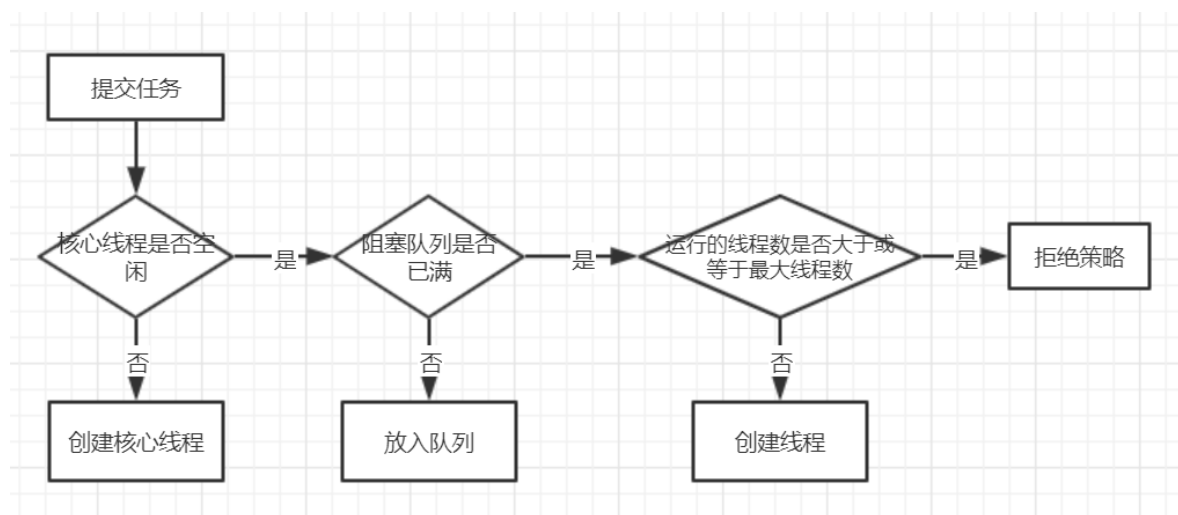 提交任务
核心线程是否空
闲
是
阻塞队列是否
已满
是
运行的线程数是否大于或
等于最大线程数
是
拒绝策略
否
否
否
创建核心线程
放入队列
创建线程